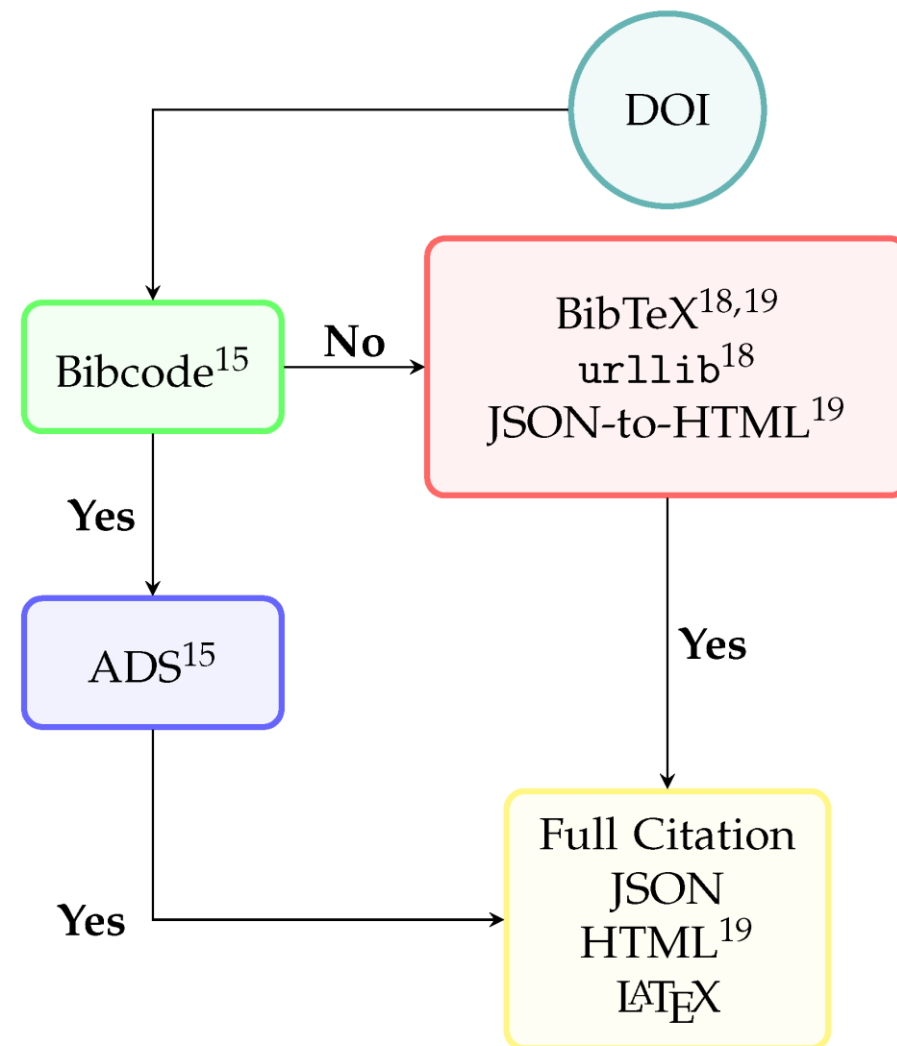 DOI
Bibcode¹⁵
No
BibTeX¹⁸,¹⁹
urllib¹⁸
JSON-to-HTML¹⁹
Yes
ADS¹⁵
Yes
Yes
Full Citation
JSON
HTML¹⁹
LATEX